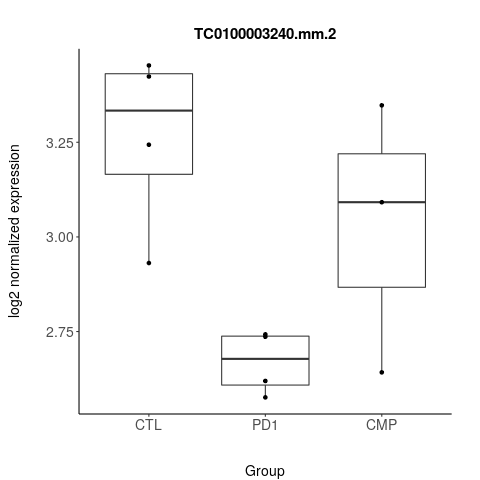 TC0100003240.mm.2
log2 normalized expression
3.25
3.00
2.75
CTL PD1 CMP
Group